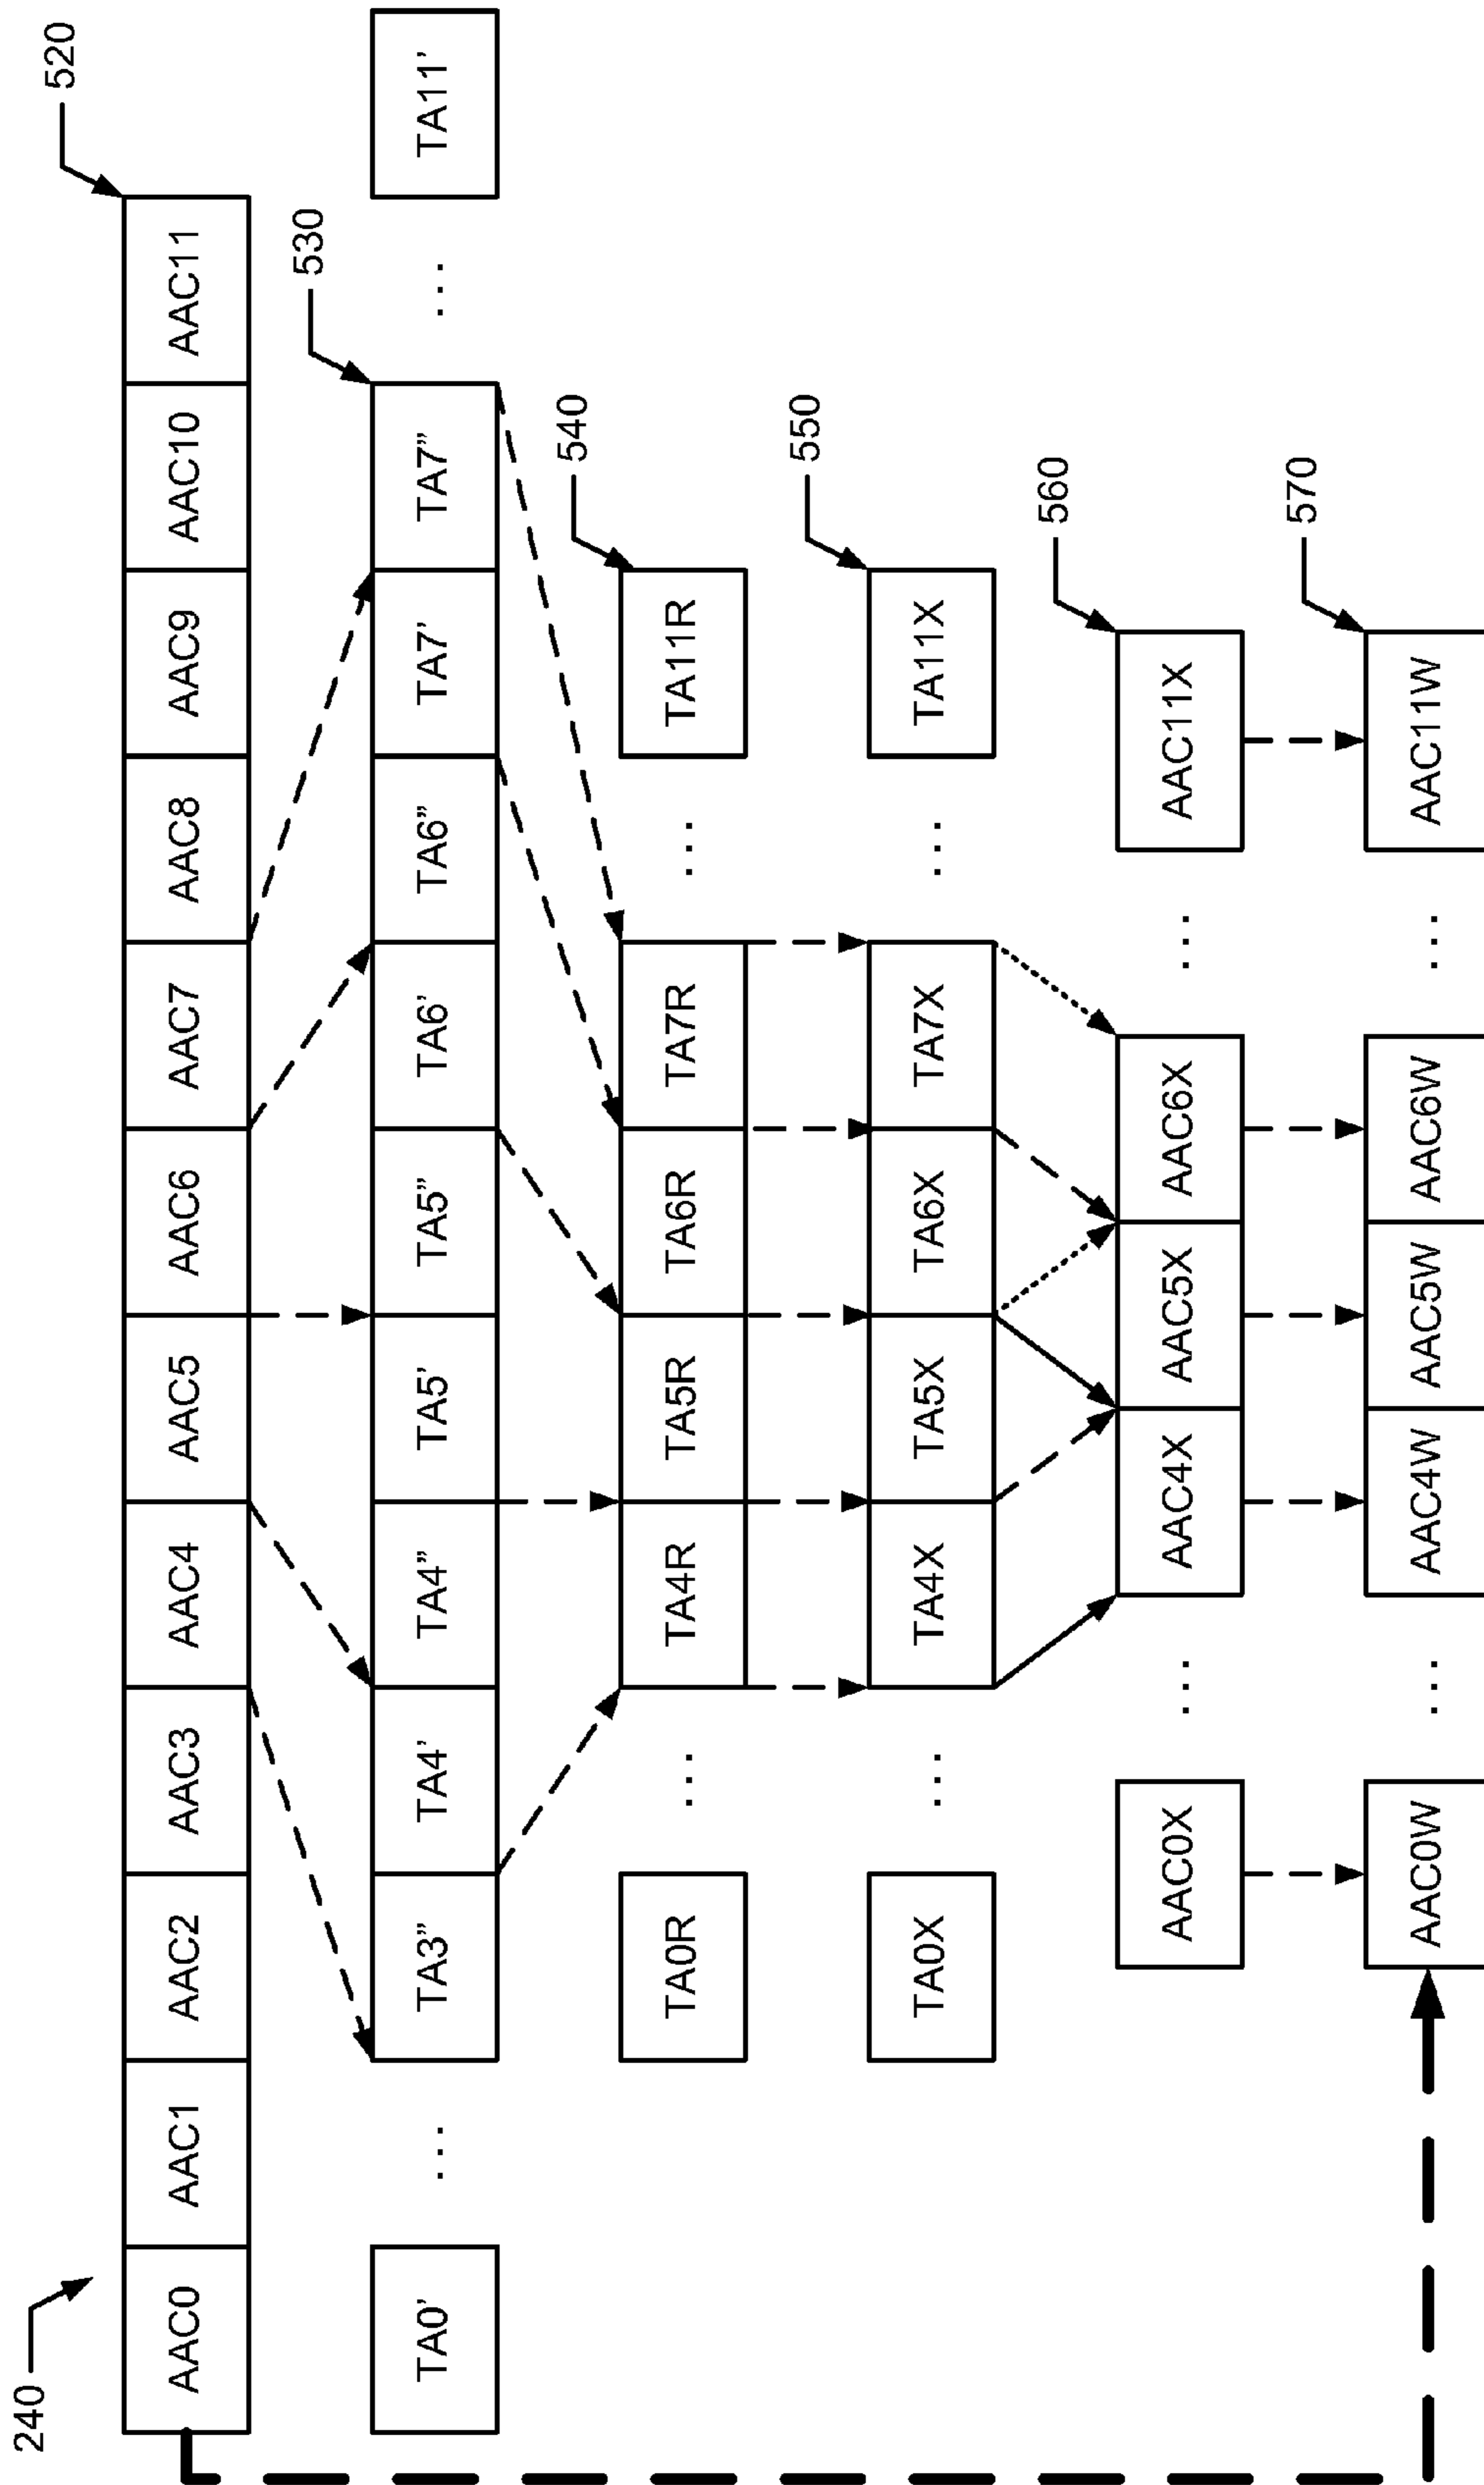 240
520
AAC0 AAC1 AAC2 AAC3 AAC4 AAC5 AAC6 AAC7 AAC8 AAC9 AAC10 AAC11
530
TA0' ... TA3” TA4' TA4” TA5' TA5” TA6' TA6” TA7' TA7” ... TA11'
540
TA0R ... TA4R TA5R TA6R TA7R ... TA11R
550
TA0X ... TA4X TA5X TA6X TA7X ... TA11X
560
AAC0X ... AAC4X AAC5X AAC6X ... AAC11X
570
AAC0W ... AAC4W AAC5W AAC6W ... AAC11W